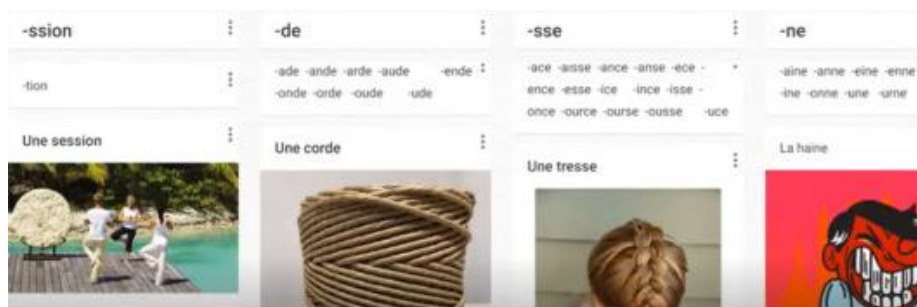 -ssion
-tion
Une session
-de
-ade -ande -arde -aude -ende
-onde -orde -oude -ude
Une corde
-sse
-ace -aisse -ance -anse -ece -
ence -esse -ice -ince -isse -
once -ource -ourse -ousse -uce
Une tresse
-ne
-aine -anne -eine -enne
-ine -onne -une -urne
La haine